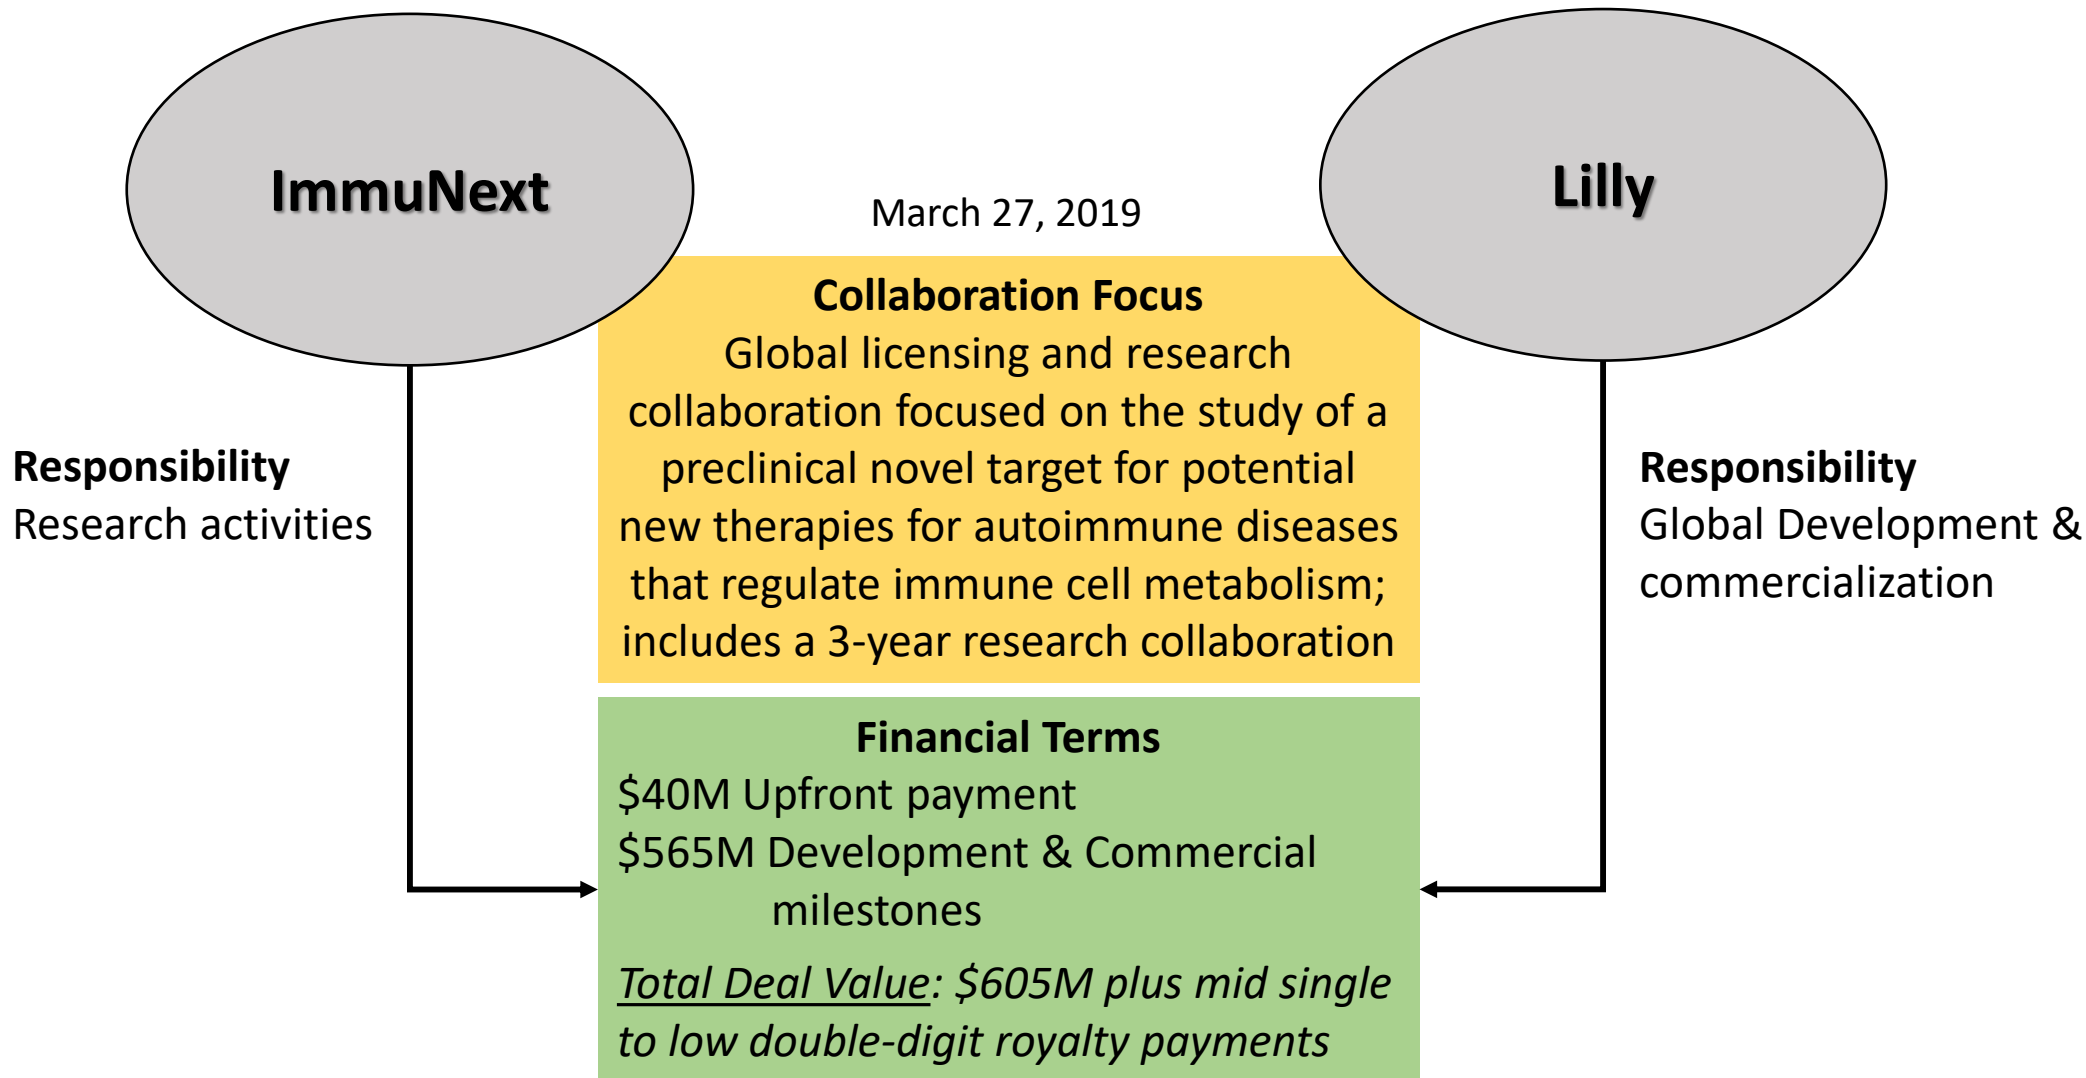 ImmuNext
Lilly
March 27, 2019
Collaboration Focus
Global licensing and research
collaboration focused on the study of a
preclinical novel target for potential
new therapies for autoimmune diseases
that regulate immune cell metabolism;
includes a 3-year research collaboration
Responsibility
Research activities
Responsibility
Global Development &
commercialization
Financial Terms
$40M Upfront payment
$565M Development & Commercial
milestones
Total Deal Value: $605M plus mid single
to low double-digit royalty payments